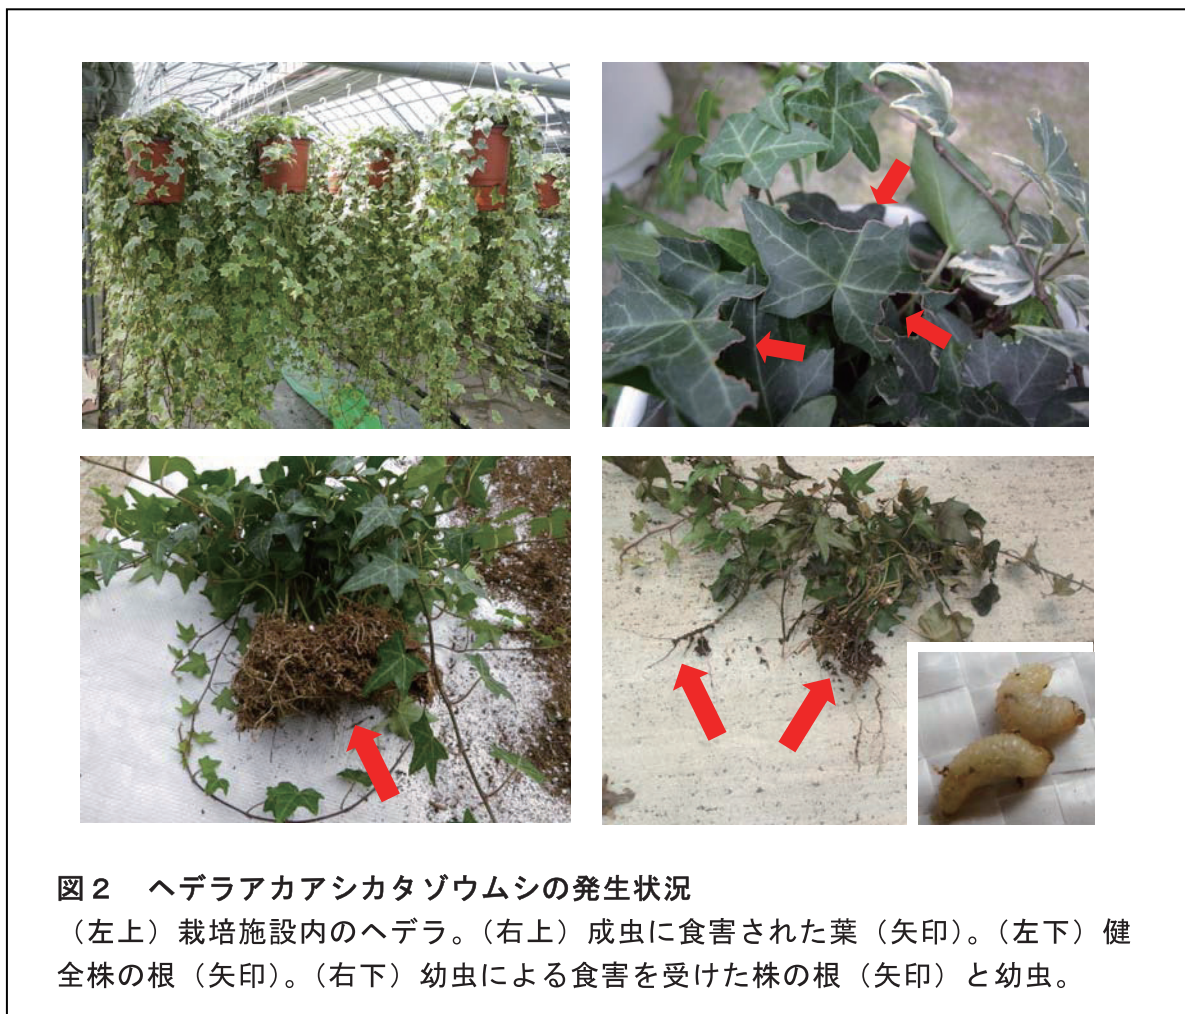 図２　ヘデラアカアシカタゾウムシの発生状況
（左上）栽培施設内のヘデラ。（右上）成虫に食害された葉（矢印）。（左下）健
全株の根（矢印）。（右下）幼虫による食害を受けた株の根（矢印）と幼虫。